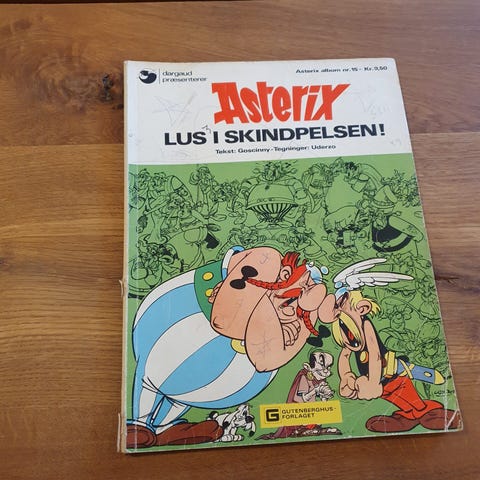 dargaud
præsenterer
Asterix album nr.15 - Kr.9,50
Asterix
LUS I SKINDPELSEN!
Tekst: Goscinny - Tegninger: Uderzo
G GUTENBERGHUS-
FORLAGET